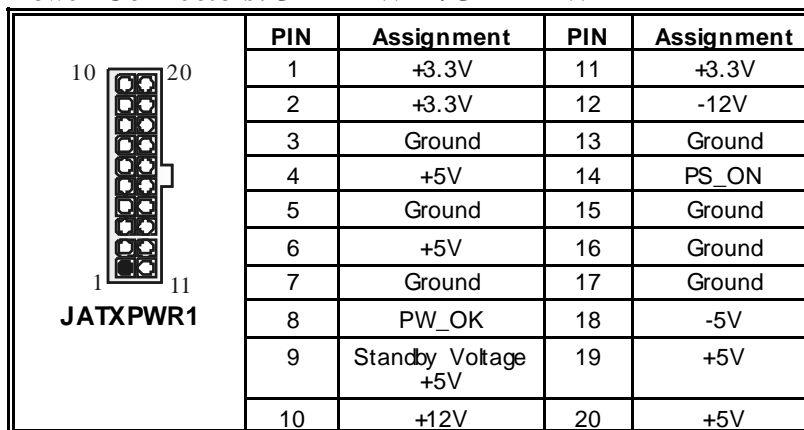 PIN Assignment PIN Assignment
10 20
1 +3.3V 11 +3.3V
2 +3.3V 12 -12V
3 Ground 13 Ground
4 +5V 14 PS_ON
5 Ground 15 Ground
6 +5V 16 Ground
7 Ground 17 Ground
1 11
JATXPWR1
8 PW_OK 18 -5V
9 Standby Voltage +5V 19 +5V
10 +12V 20 +5V